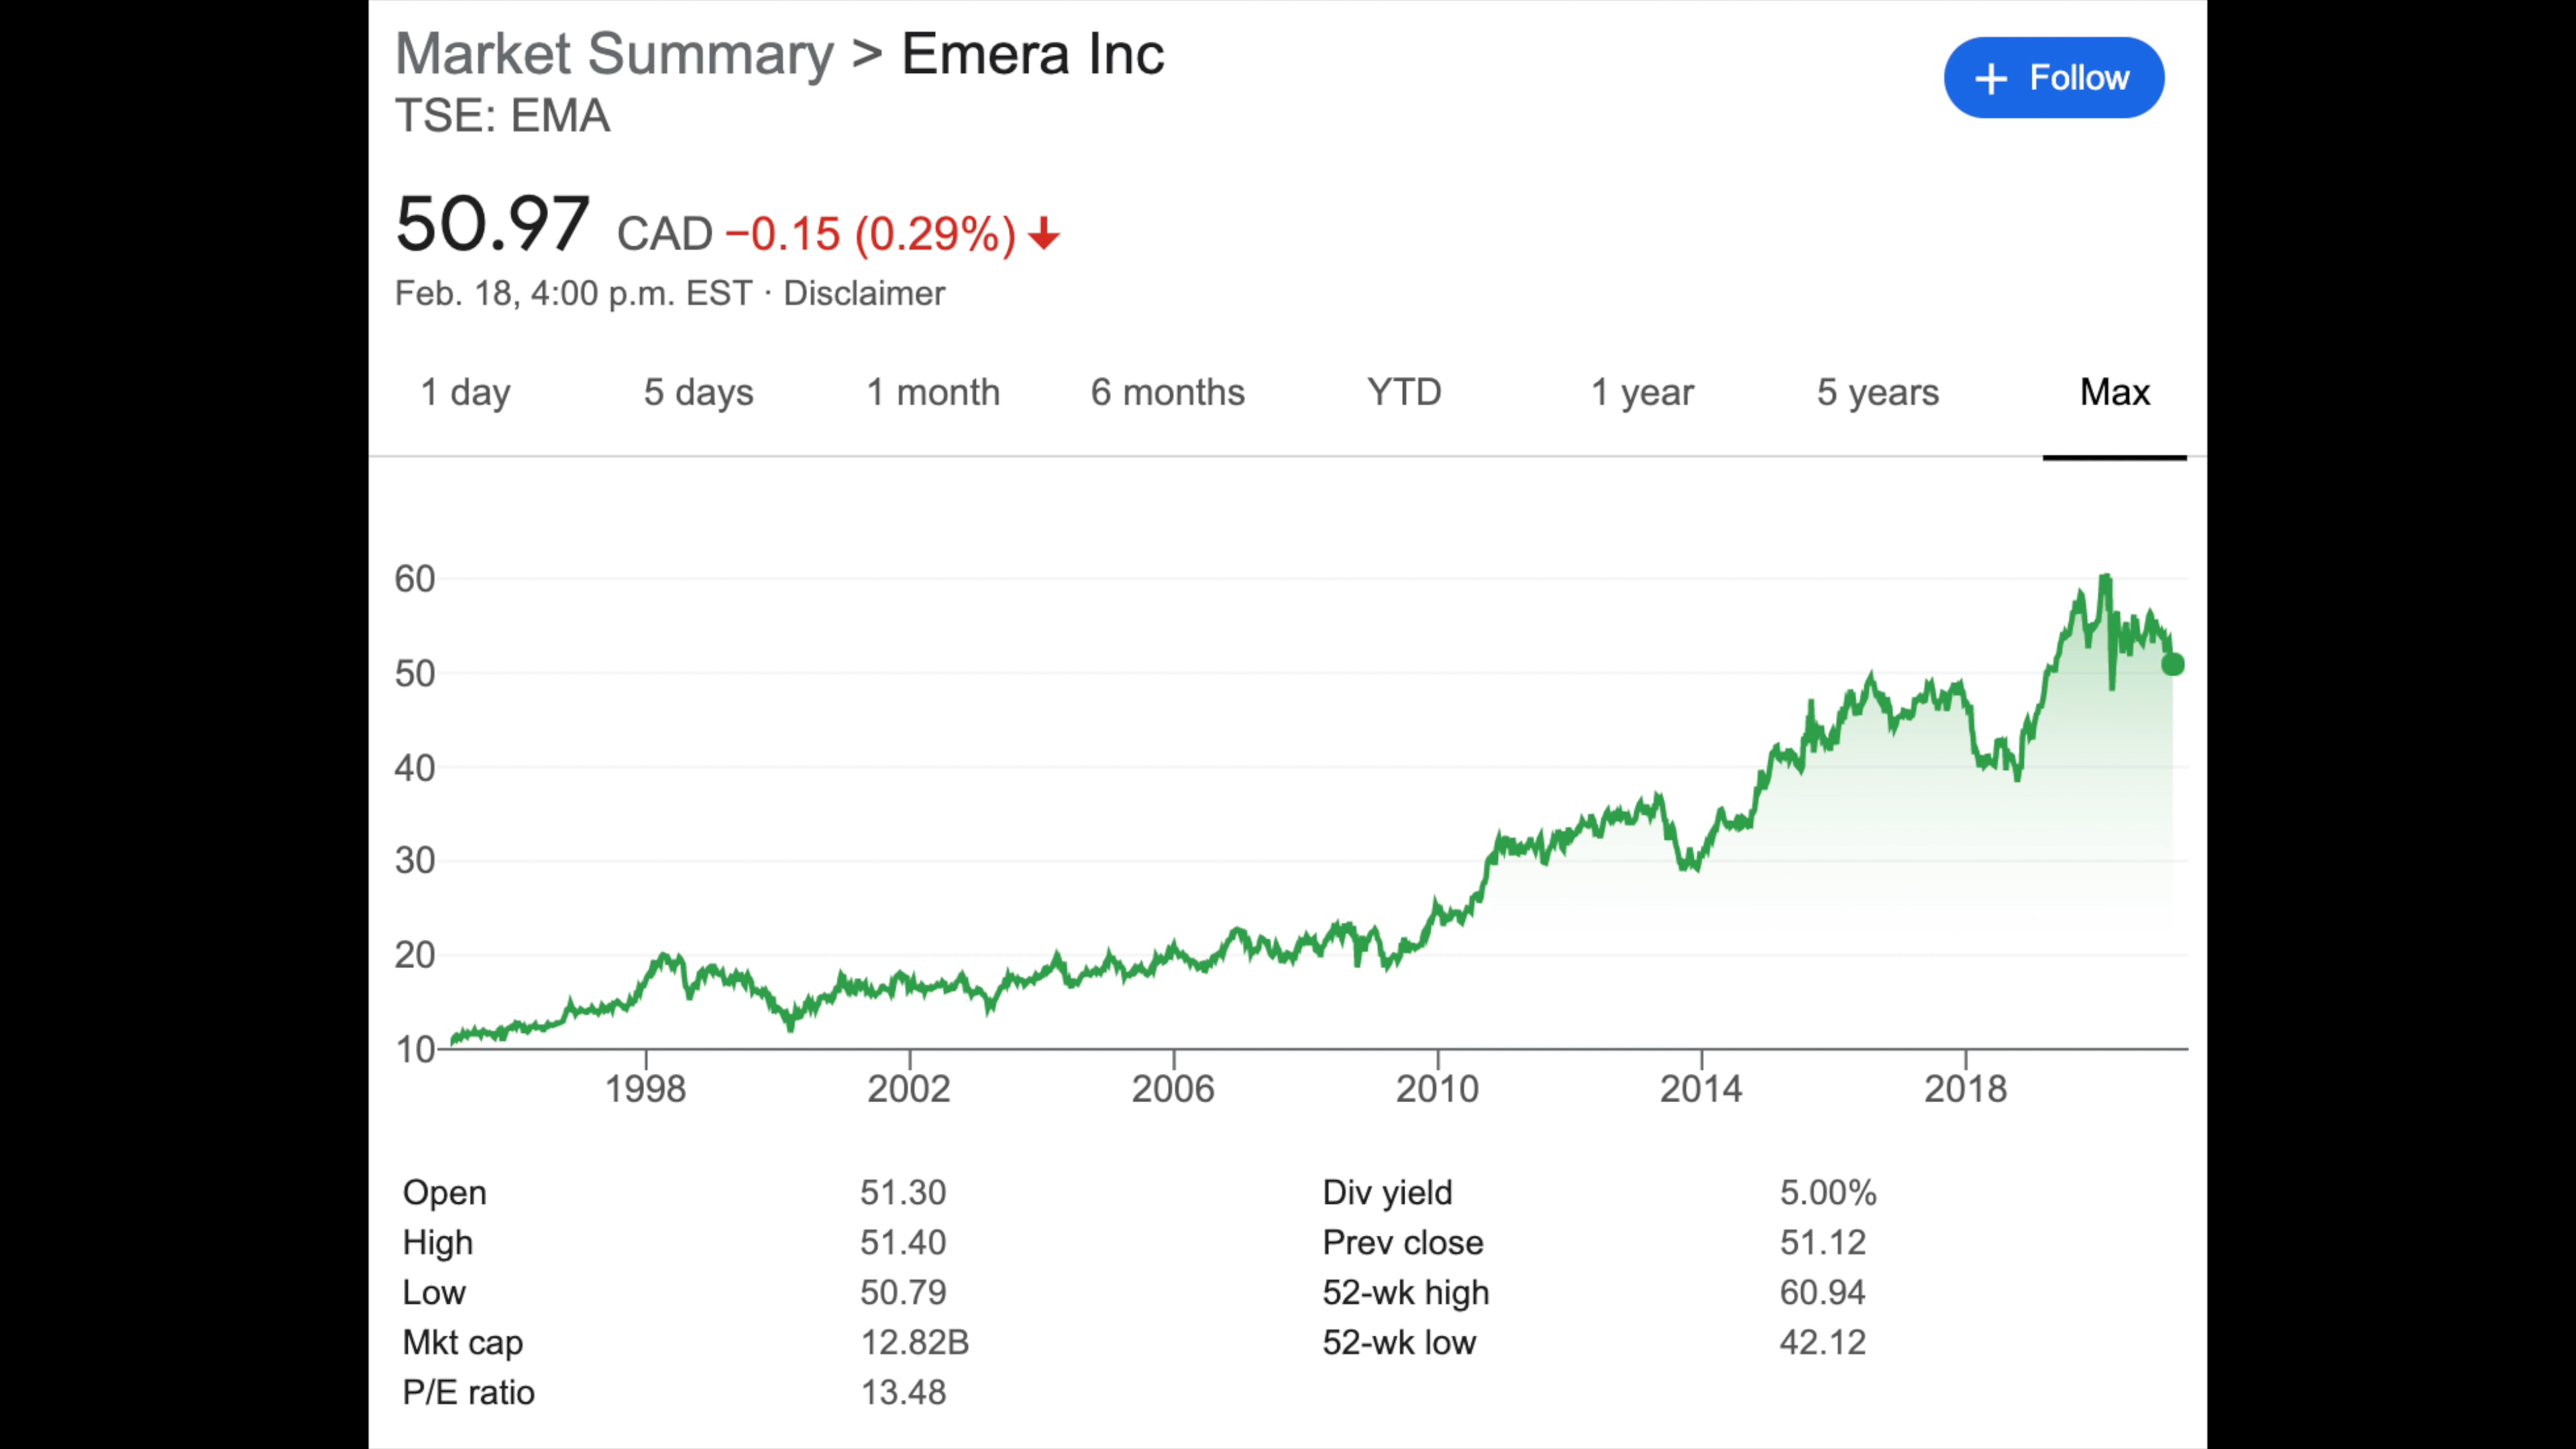 Market Summary > Emera Inc
TSE: EMA
+ Follow
50.97 CAD −0.15 (0.29%)
Feb. 18, 4:00 p.m. EST · Disclaimer
1 day 5 days 1 month 6 months YTD 1 year 5 years Max
60
50
40
30
20
10
1998 2002 2006 2010 2014 2018
Open 51.30 Div yield 5.00%
High 51.40 Prev close 51.12
Low 50.79 52-wk high 60.94
Mkt cap 12.82B 52-wk low 42.12
P/E ratio 13.48